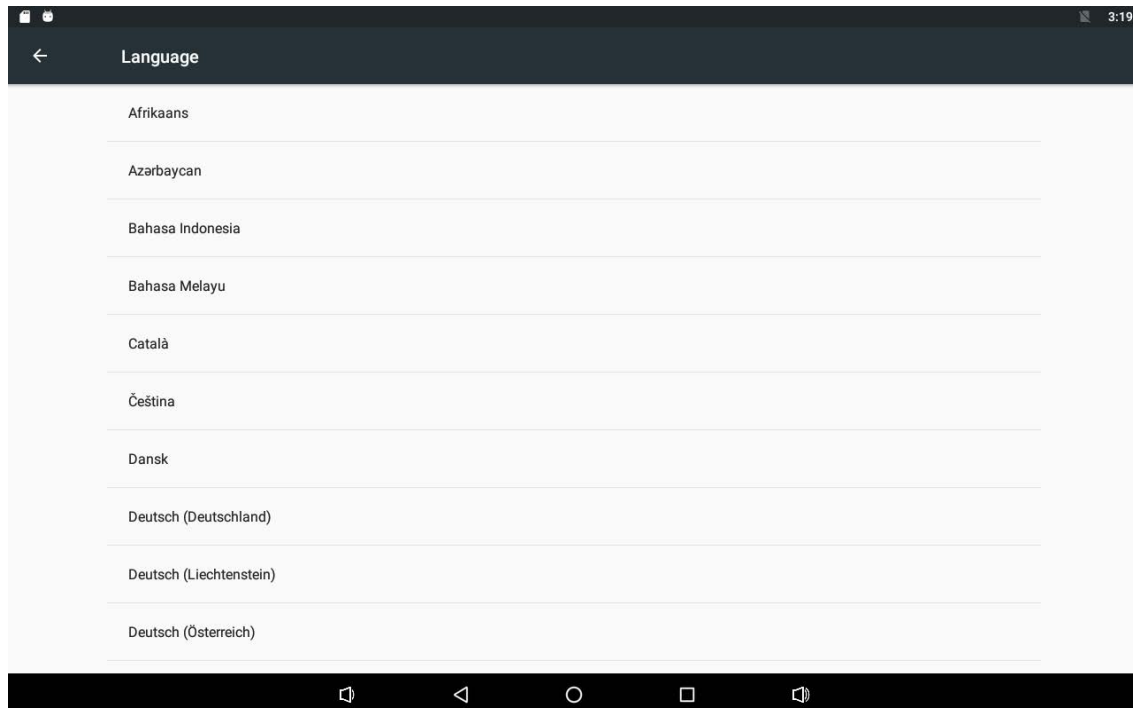 3:19
Language
Afrikaans
Azərbaycan
Bahasa Indonesia
Bahasa Melayu
Català
Čeština
Dansk
Deutsch (Deutschland)
Deutsch (Liechtenstein)
Deutsch (Österreich)